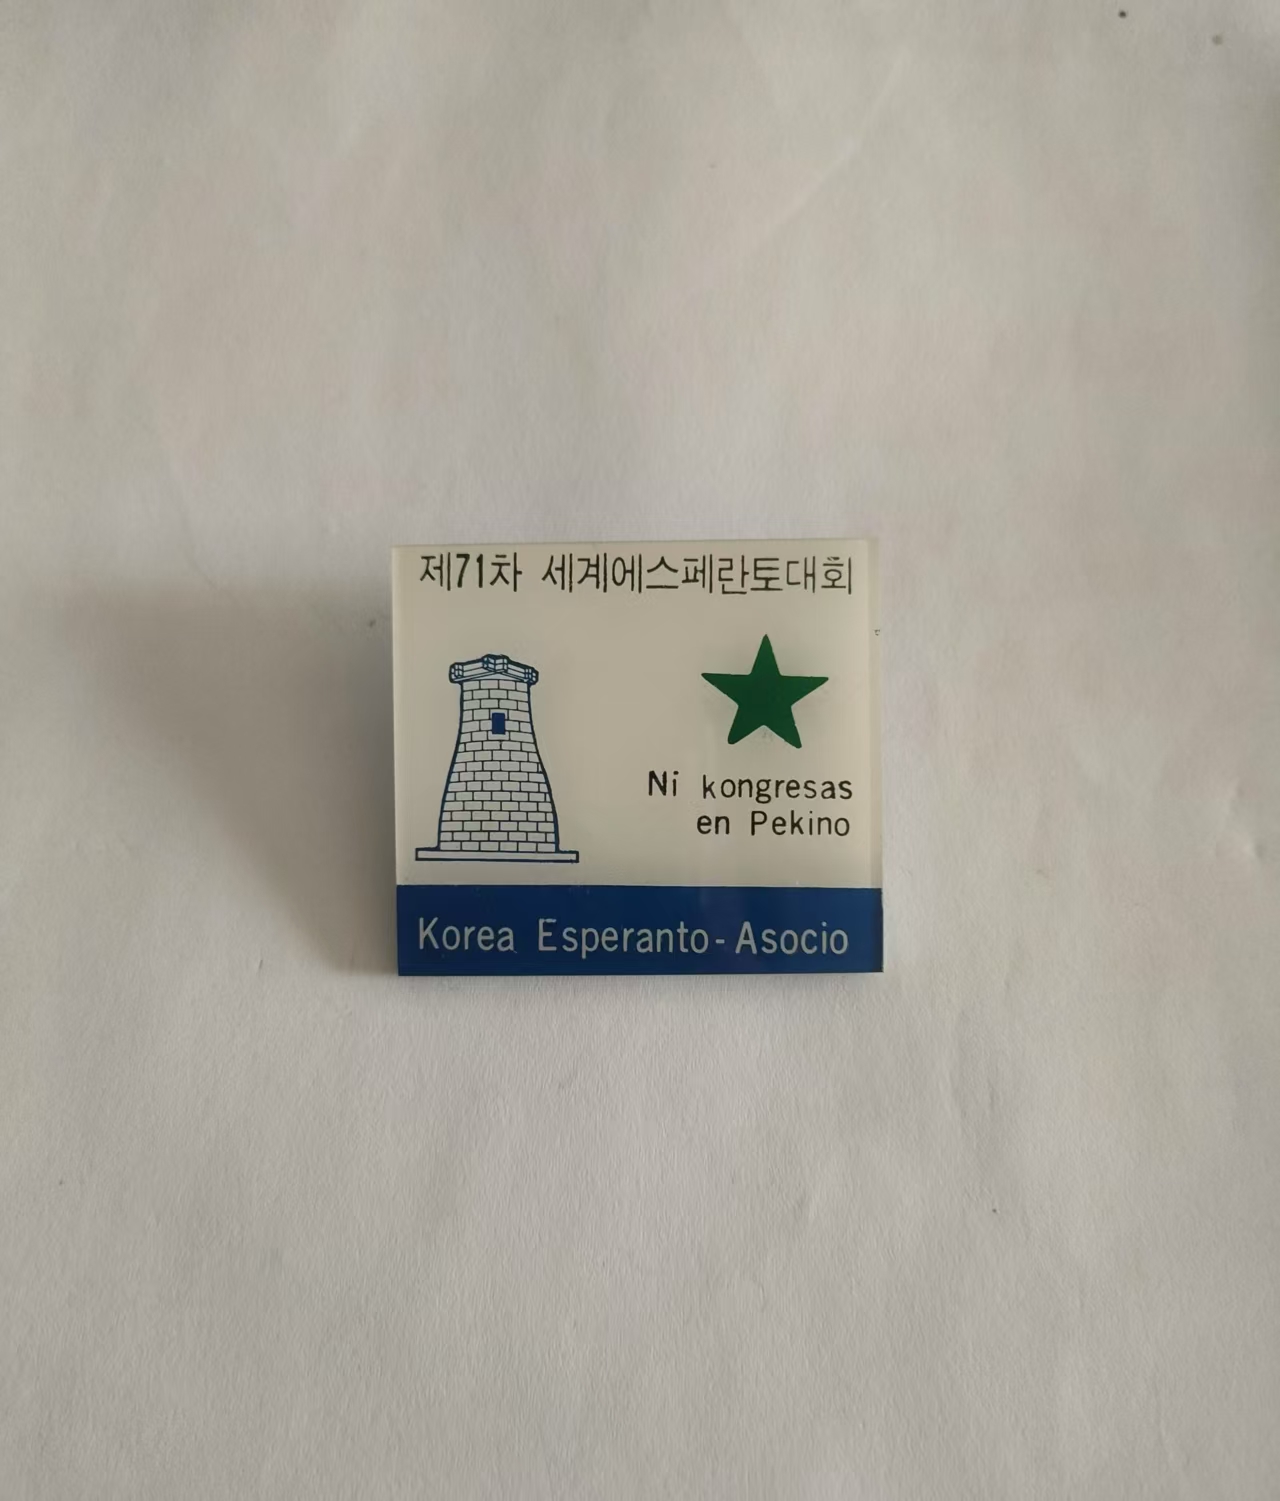 제71차 세계에스페란토대회
Ni kongresas
en Pekino
Korea Esperanto-Asocio